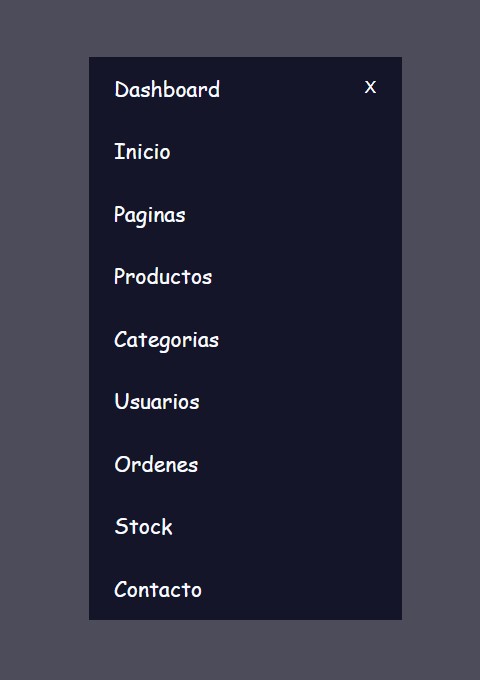 Dashboard X
Inicio
Paginas
Productos
Categorias
Usuarios
Ordenes
Stock
Contacto